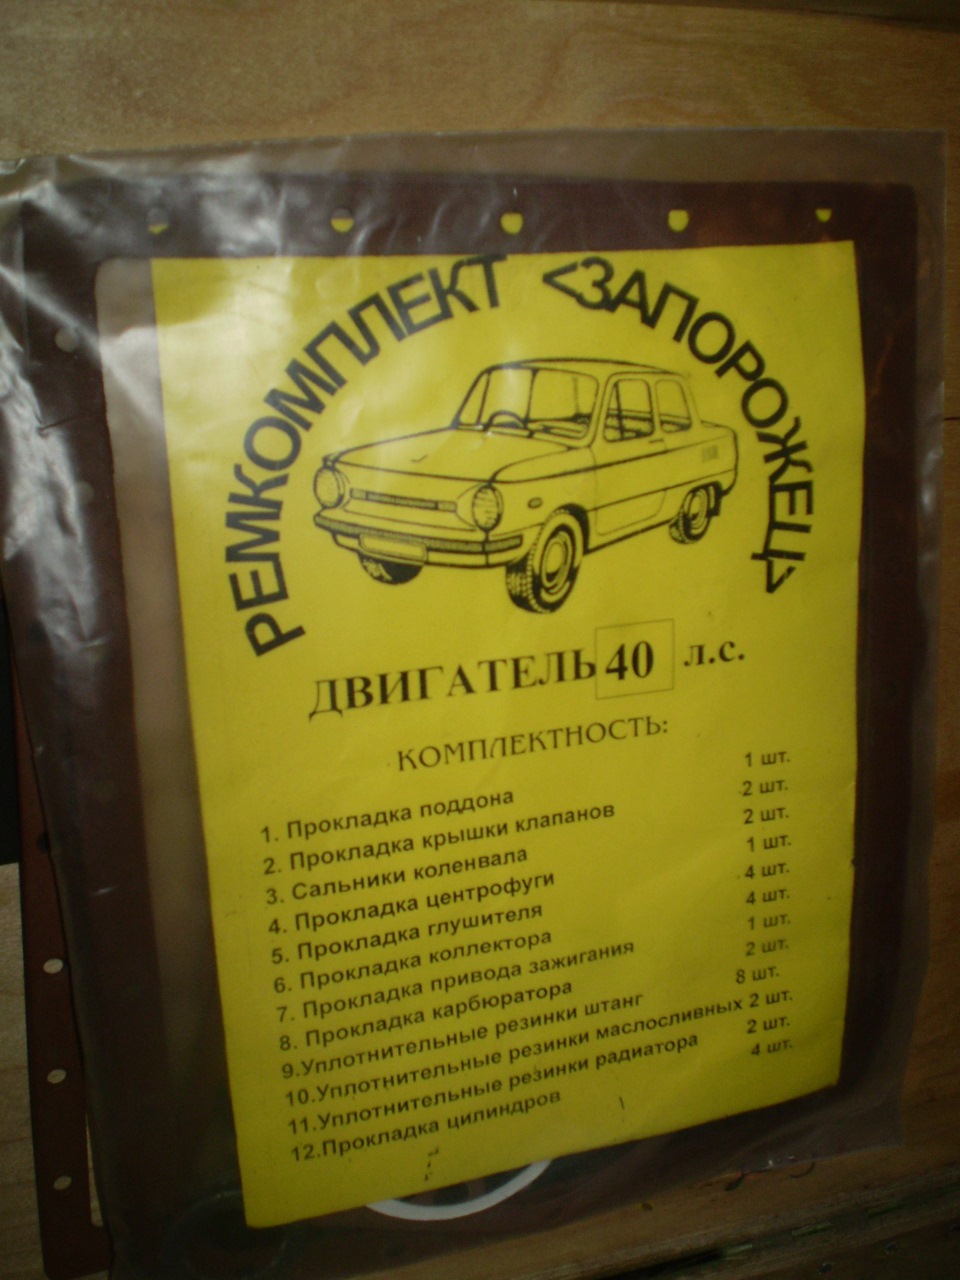 РЕМКОМПЛЕКТ <ЗАПОРОЖЕЦ>
ДВИГАТЕЛЬ 40 л.с.
КОМПЛЕКТНОСТЬ:
1. Прокладка поддона 1 шт.
2. Прокладка крышки клапанов 2 шт.
3. Сальники коленвала 2 шт.
4. Прокладка центрофуги 1 шт.
5. Прокладка глушителя 4 шт.
6. Прокладка коллектора 4 шт.
7. Прокладка привода зажигания 1 шт.
8. Прокладка карбюратора 2 шт.
9.Уплотнительные резинки штанг 8 шт.
10.Уплотнительные резинки маслосливных 2 шт.
11.Уплотнительные резинки радиатора 2 шт.
12.Прокладка цилиндров 4 шт.